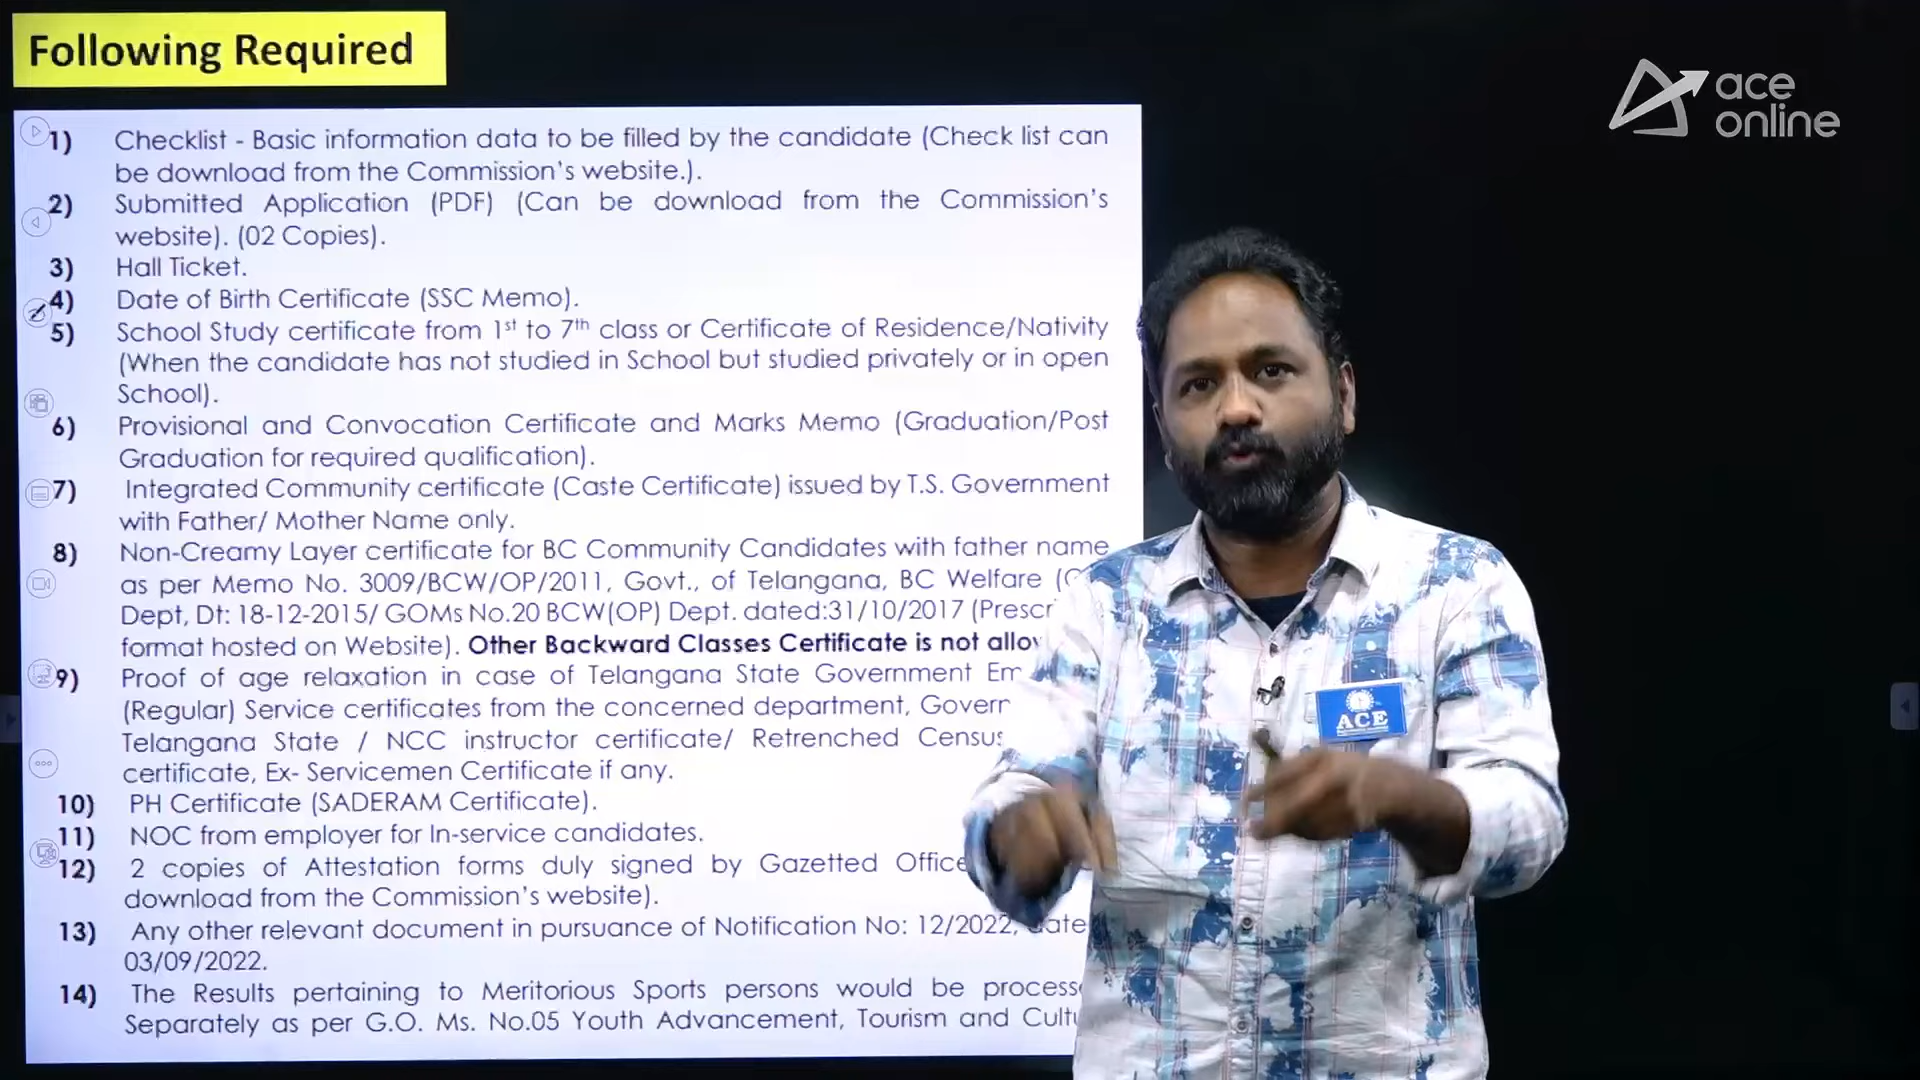 Following Required
ace
online
1) Checklist - Basic information data to be filled by the candidate (Check list can
be download from the Commission's website.).
2) Submitted Application (PDF) (Can be download from the Commission's
website). (02 Copies).
3) Hall Ticket.
4) Date of Birth Certificate (SSC Memo).
5) School Study certificate from 1st to 7th class or Certificate of Residence/Nativity
(When the candidate has not studied in School but studied privately or in open
School).
6) Provisional and Convocation Certificate and Marks Memo (Graduation/Post
Graduation for required qualification).
7) Integrated Community certificate (Caste Certificate) issued by T.S. Government
with Father/ Mother Name only.
8) Non-Creamy Layer certificate for BC Community Candidates with father name
as per Memo No. 3009/BCW/OP/2011, Govt., of Telangana, BC Welfare
Dept, Dt: 18-12-2015/ GOMs No.20 BCW(OP) Dept. dated:31/10/2017
format hosted on Website). Other Backward Classes Certificate is not
9) Proof of age relaxation in case of Telangana State Government
(Regular) Service certificates from the concerned department,
Telangana State / NCC instructor certificate/ Retrenched
certificate, Ex- Servicemen Certificate if any.
10) PH Certificate (SADERAM Certificate).
11) NOC from employer for In-service candidates.
12) 2 copies of Attestation forms duly signed by Gazetted
download from the Commission's website).
13) Any other relevant document in pursuance of Notification No: 12/2022,
03/09/2022.
14) The Results pertaining to Meritorious Sports persons would be
Separately as per G.O. Ms. No.05 Youth Advancement, Tourism and
ACE